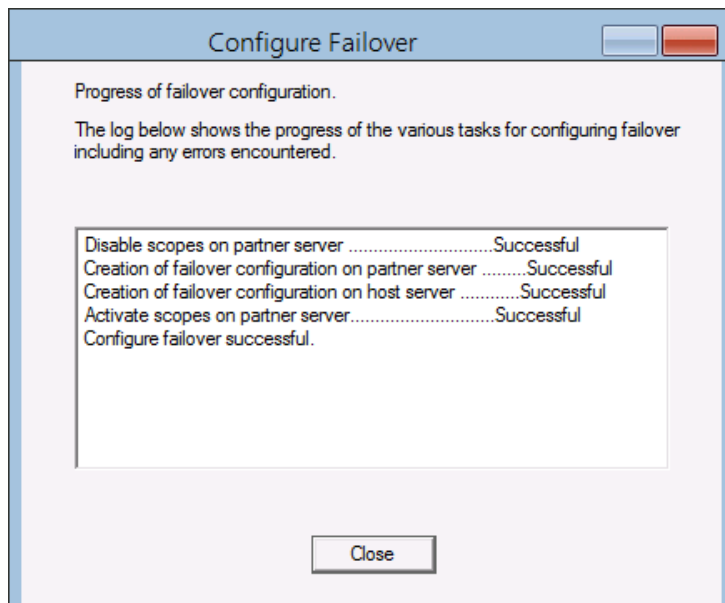 Configure Failover
Progress of failover configuration.
The log below shows the progress of the various tasks for configuring failover
including any errors encountered.
Disable scopes on partner server .............................Successful
Creation of failover configuration on partner server .........Successful
Creation of failover configuration on host server ............Successful
Activate scopes on partner server.............................Successful
Configure failover successful.
Close